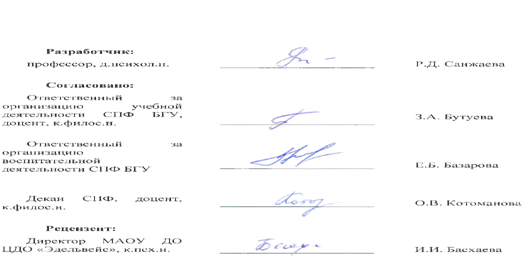 Разработчик:
профессор, д.психол.н. Р.Д. Санжаева
Согласовано:
Ответственный за
организацию учебной
деятельности СПФ БГУ,
доцент, к.филос.н. З.А. Бутуева
Ответственный за
организацию
воспитательной
деятельности СПФ БГУ Е.Б. Базарова
Декан СПФ, доцент,
к.филос.н. О.В. Котоманова
Рецензент:
Директор МАОУ ДО
ЦДО «Эдельвейс», к.псх.н. И.И. Басхаева